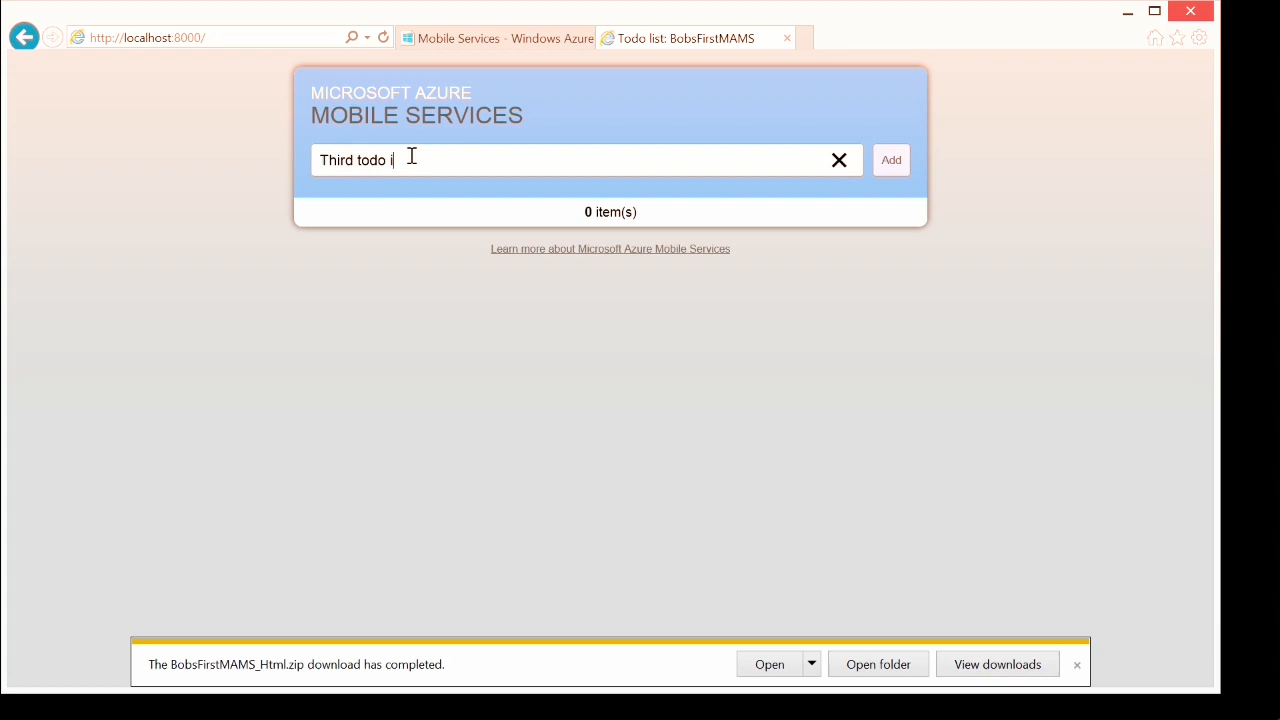 http://localhost:8000/
Mobile Services - Windows Azure
Todo list: BobsFirstMAMS
MICROSOFT AZURE
MOBILE SERVICES
Third todo i
Add
0 item(s)
Learn more about Microsoft Azure Mobile Services
The BobsFirstMAMS_Html.zip download has completed.
Open
Open folder
View downloads